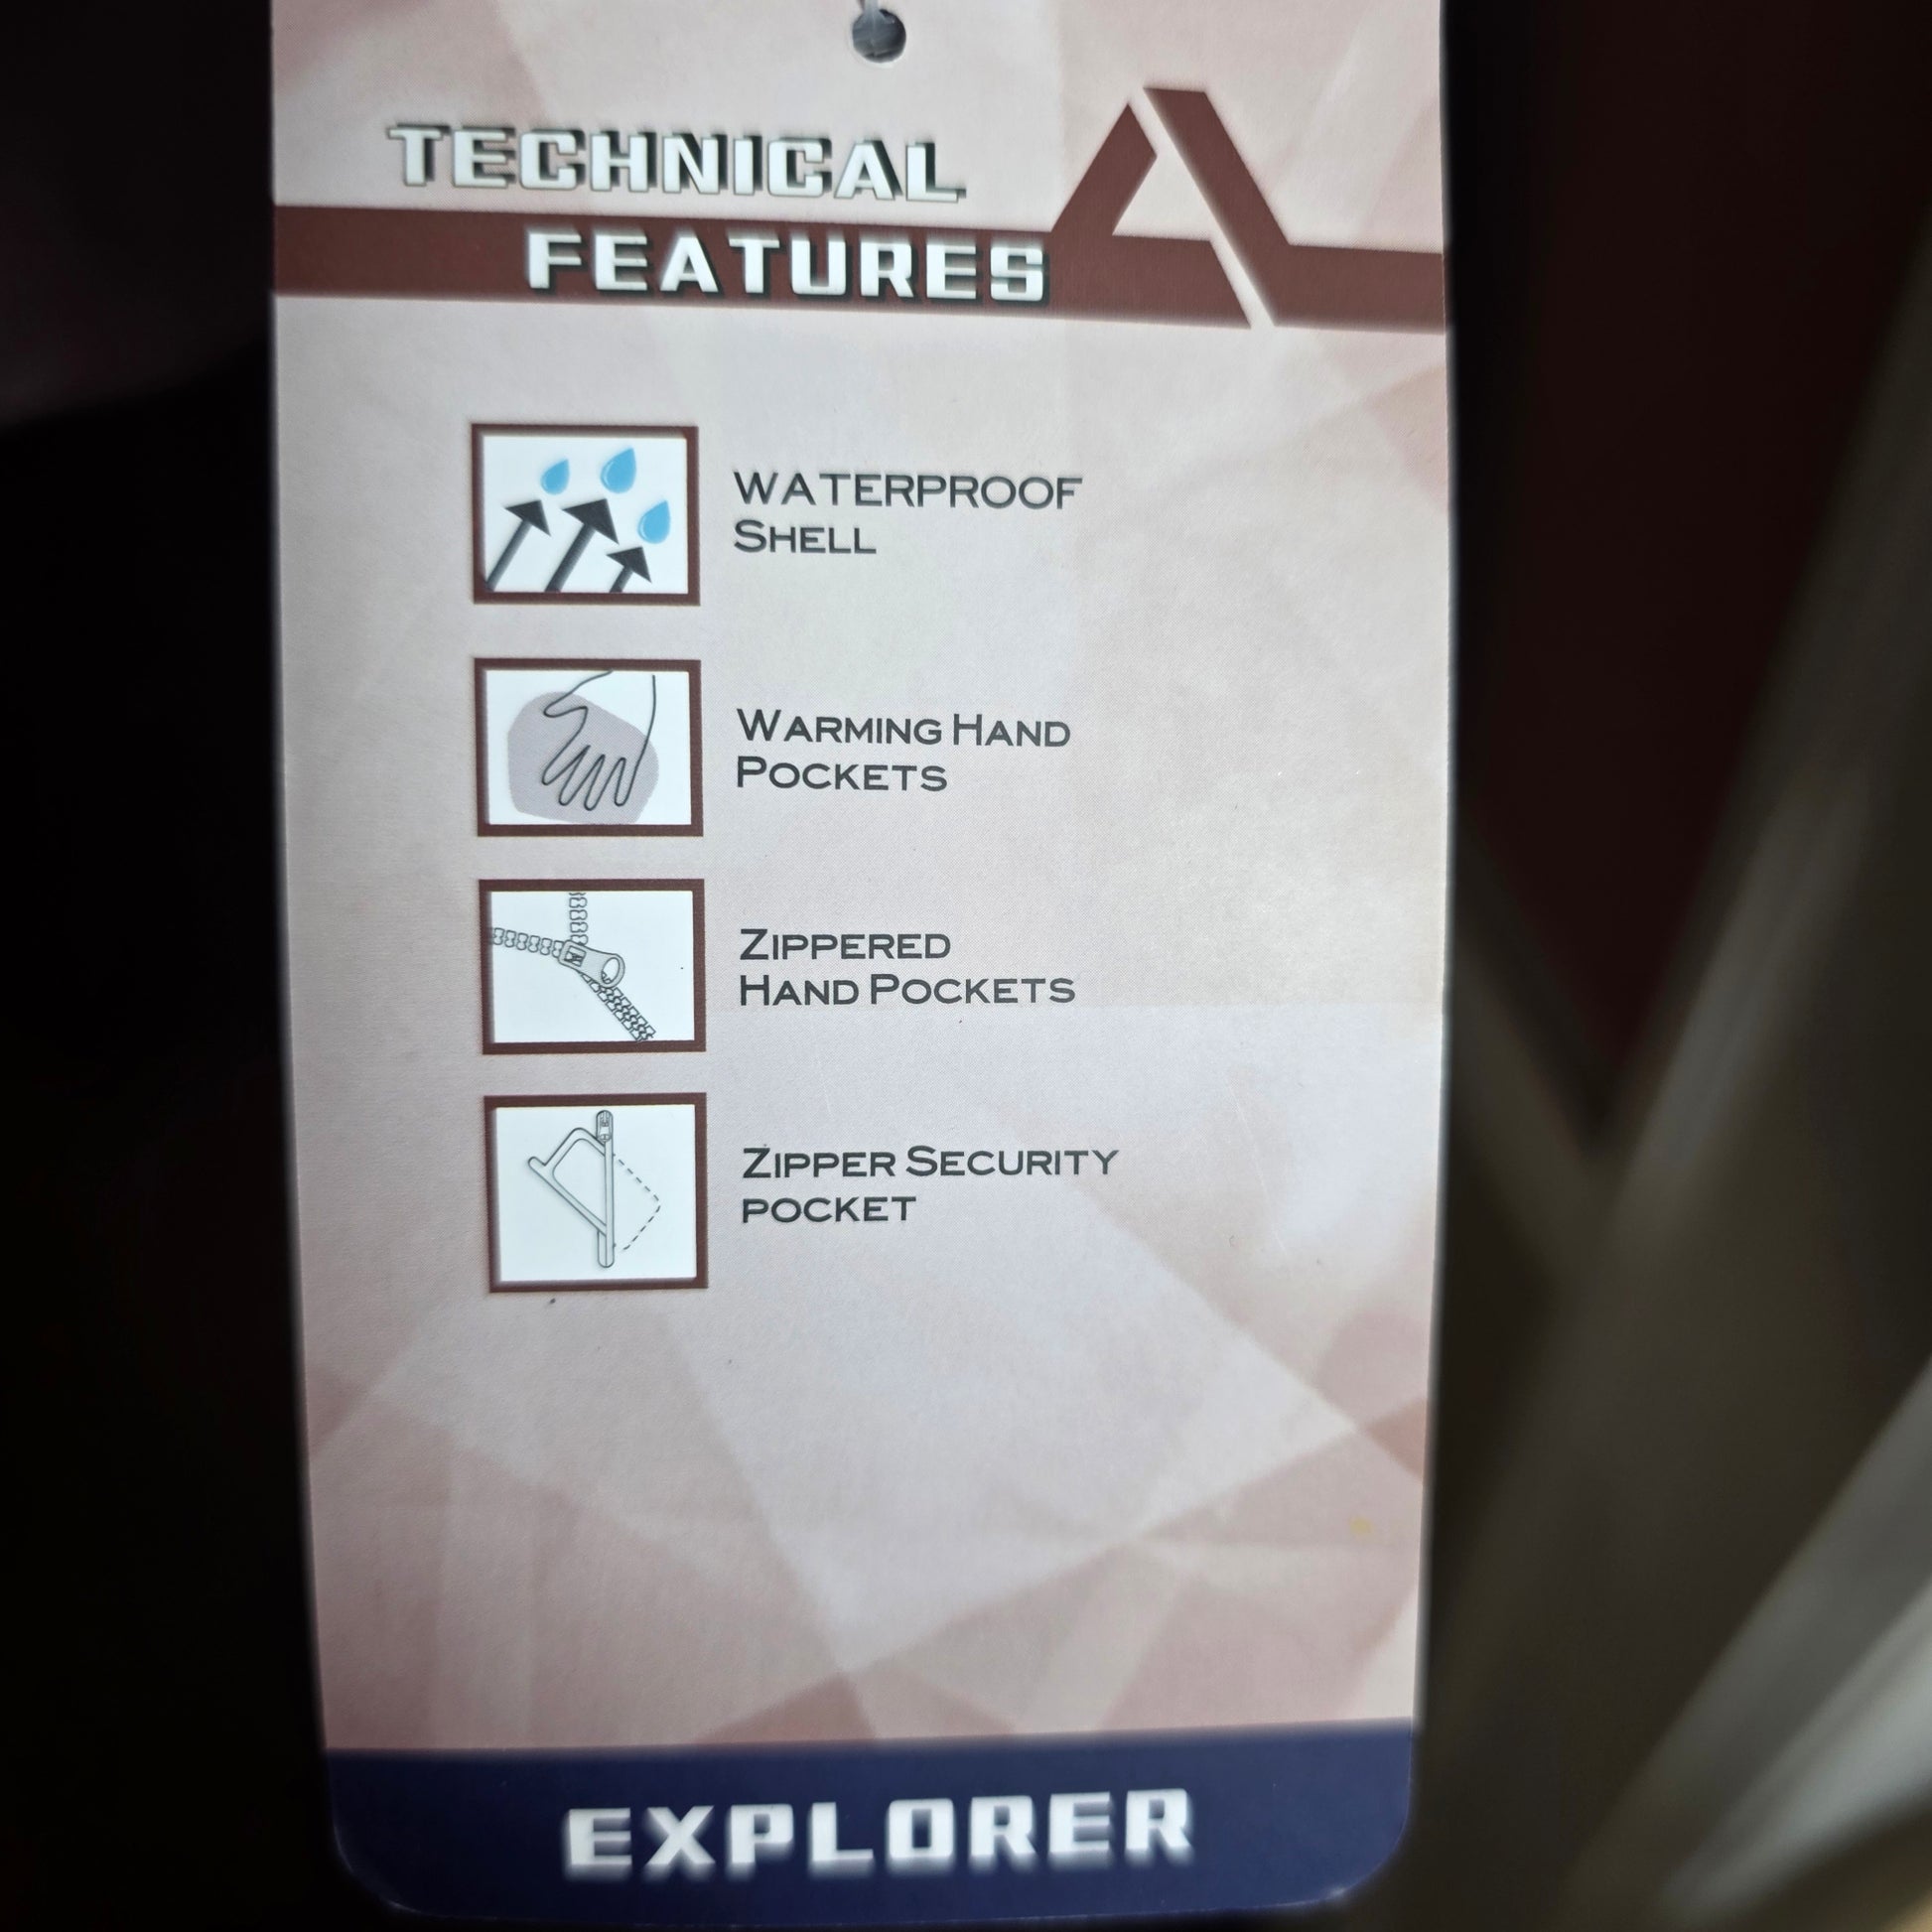 TECHNICAL
FEATURES
WATERPROOF
SHELL
WARMING HAND
POCKETS
ZIPPERED
HAND POCKETS
ZIPPER SECURITY
POCKET
EXPLORER